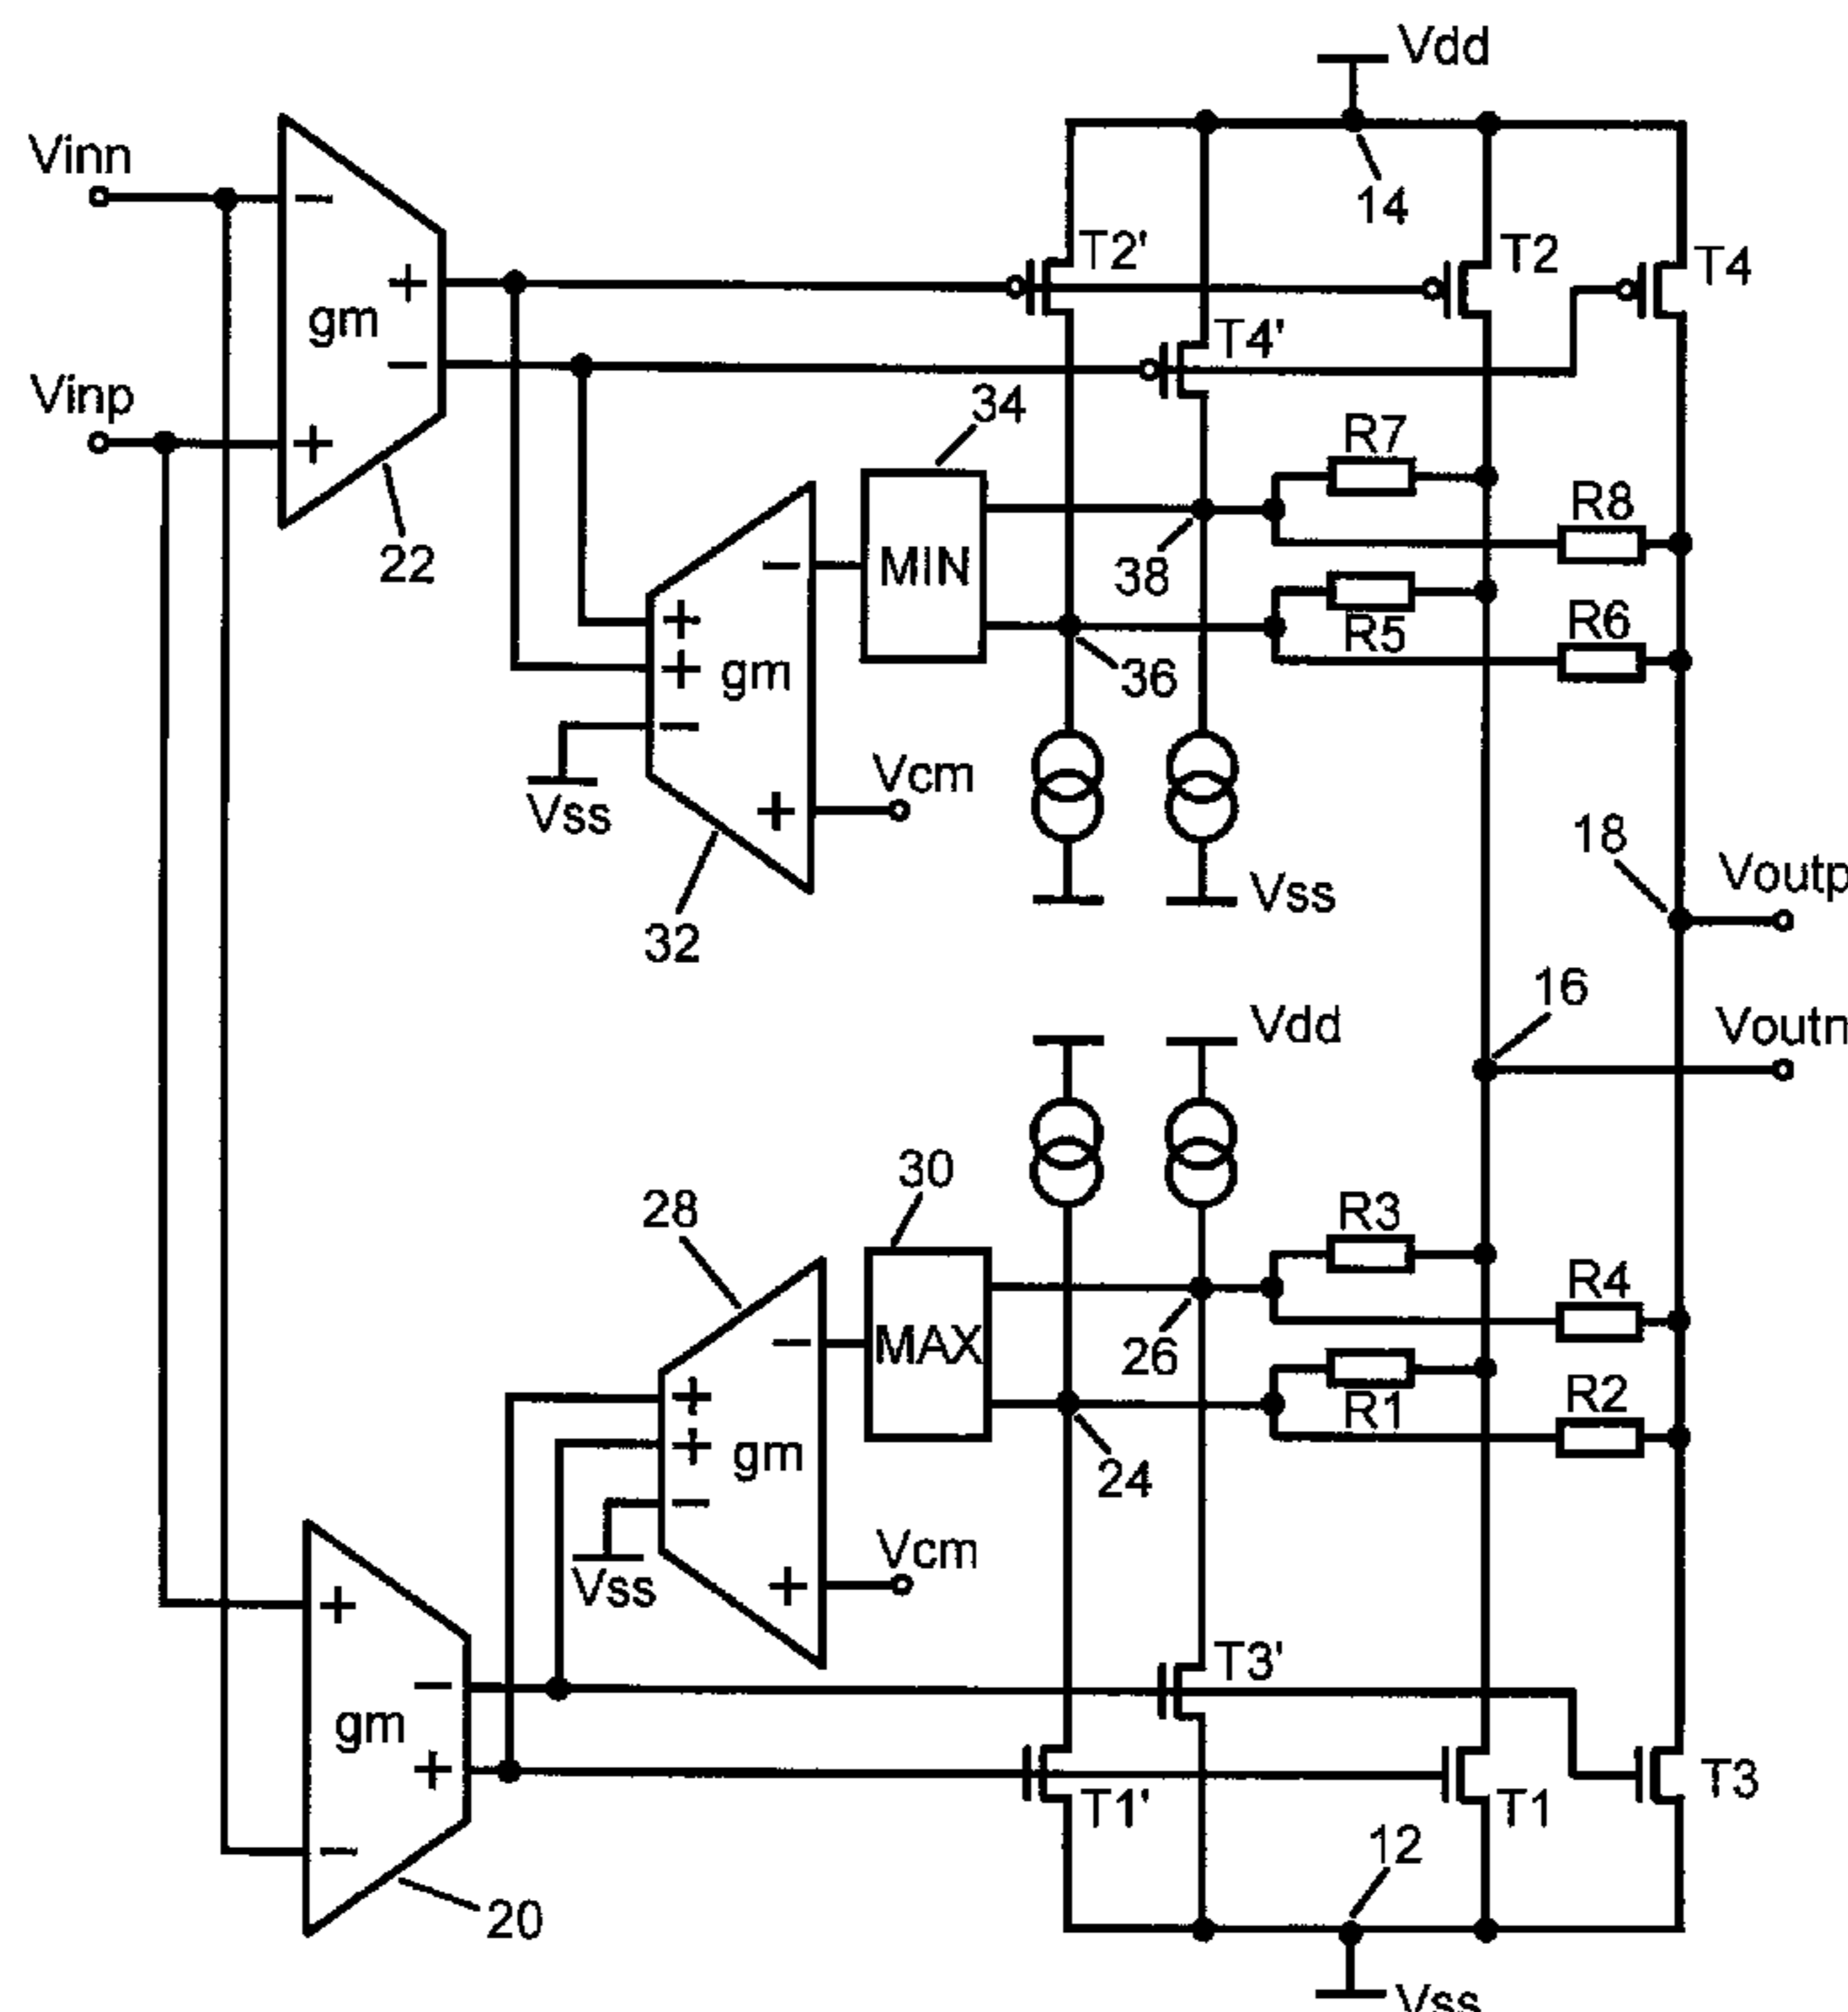 Vdd
Vinn
14
T2'
T2
T4
+
gm
−
T4'
Vinp
+
−
34
R7
22
R8
−
MIN
38
+
R5
R6
+
gm
36
−
Vcm
Vss
+
18
Voutp
Vss
32
16
Vdd
Voutn
30
28
R3
R4
−
MAX
26
+
R1
R2
+
gm
24
−
Vcm
Vss
+
+
T3'
−
gm
+
T1'
T1
T3
−
12
20
Vss